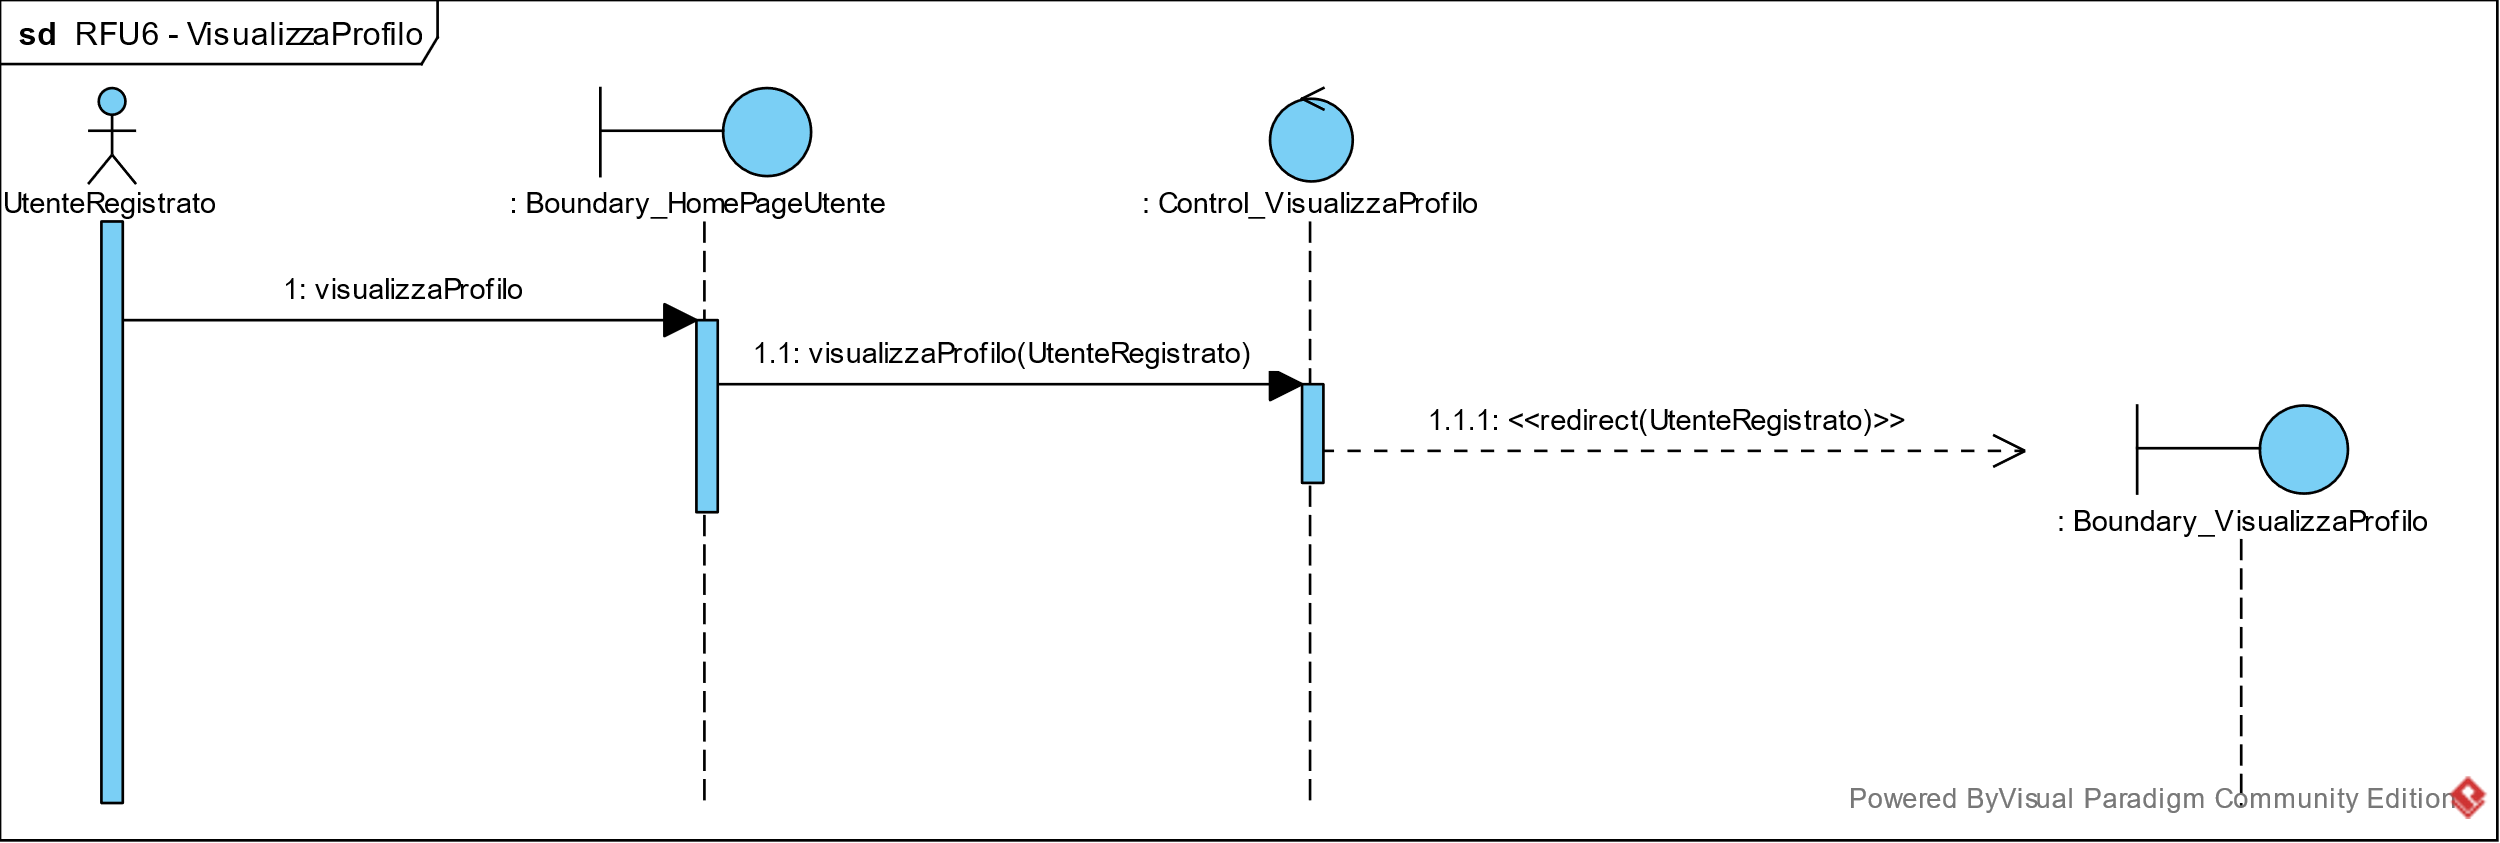 sd RFU6 - VisualizzaProfilo
UtenteRegistrato
: Boundary_HomePageUtente
: Control_VisualizzaProfilo
1: visualizzaProfilo
1.1: visualizzaProfilo(UtenteRegistrato)
1.1.1: <<redirect(UtenteRegistrato)>>
: Boundary_VisualizzaProfilo
Powered ByVisual Paradigm Community Edition